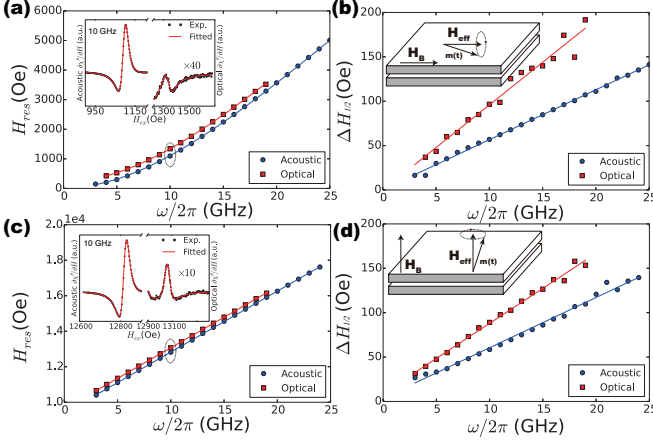 (a)
6000
5000
4000
3000
2000
1000
0
H_res(Oe)
0 5 10 15 20 25
ω/2π (GHz)
Acoustic
Optical
10 GHz
Exp.
Fitted
×40
950 1150 1300 1500
H_ex(Oe)
(b)
200
150
100
50
0
ΔH_1/2(Oe)
0 5 10 15 20 25
ω/2π (GHz)
Acoustic
Optical
H_eff
m(t)
H_B
(c)
1e4
2.0
1.8
1.6
1.4
1.2
1.0
H_res(Oe)
0 5 10 15 20 25
ω/2π (GHz)
Acoustic
Optical
10 GHz
Exp.
Fitted
×10
12600 12800 12900 13100
H_ex(Oe)
(d)
200
150
100
50
0
ΔH_1/2(Oe)
0 5 10 15 20 25
ω/2π (GHz)
Acoustic
Optical
H_B
H_eff
m(t)